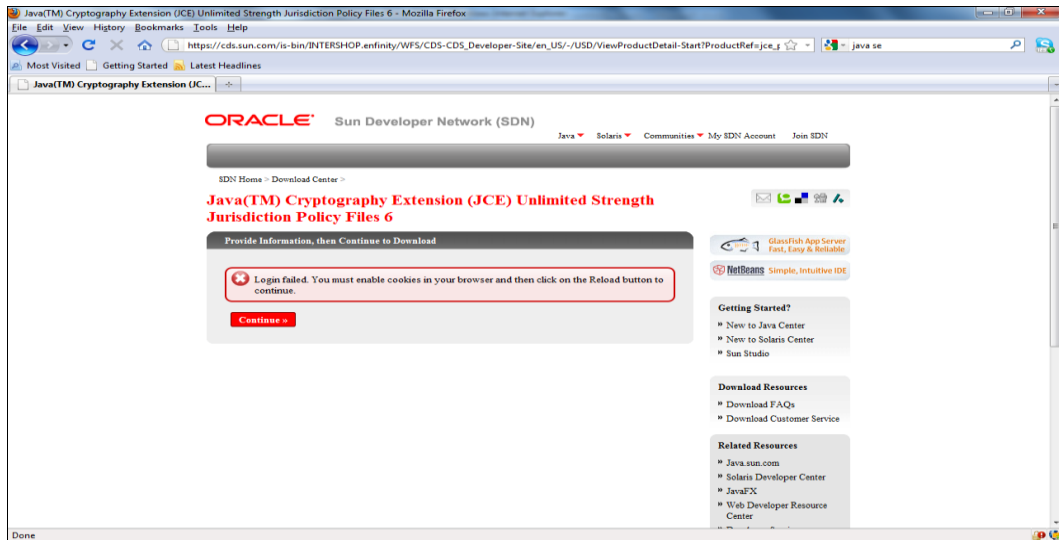 Java(TM) Cryptography Extension (JCE) Unlimited Strength Jurisdiction Policy Files 6 - Mozilla Firefox
File Edit View History Bookmarks Tools Help
https://cds.sun.com/is-bin/INTERSHOP.enfinity/WFS/CDS-CDS_Developer-Site/en_US/-/USD/ViewProductDetail-Start?ProductRef=jce_p
java se
Most Visited Getting Started Latest Headlines
Java(TM) Cryptography Extension (JC...
ORACLE Sun Developer Network (SDN)
Java Solaris Communities My SDN Account Join SDN
SDN Home > Download Center >
Java(TM) Cryptography Extension (JCE) Unlimited Strength
Jurisdiction Policy Files 6
Provide Information, then Continue to Download
Login failed. You must enable cookies in your browser and then click on the Reload button to
continue.
Continue »
GlassFish App Server
Fast, Easy & Reliable
NetBeans Simple, Intuitive IDE
Getting Started?
» New to Java Center
» New to Solaris Center
» Sun Studio
Download Resources
» Download FAQs
» Download Customer Service
Related Resources
» Java.sun.com
» Solaris Developer Center
» JavaFX
» Web Developer Resource
Center
Done